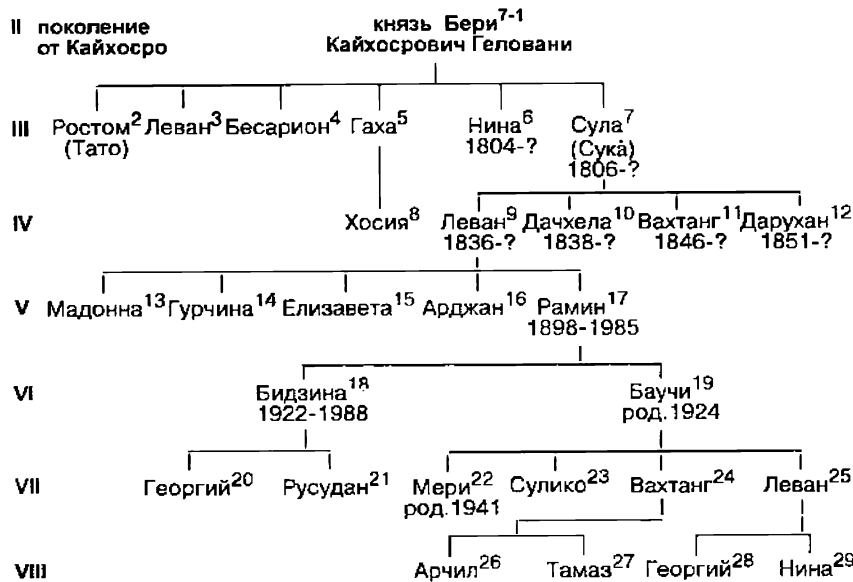 II поколение от Кайхосро
князь Бери7-1
Кайхосрович Геловани
III Ростом2 Леван3 Бесарион4 Гаха5 Нина6 Сула7
(Тато) 1804-? (Сука̀)
1806-?
IV Хосия8 Леван9 Дачхела10 Вахтанг11 Дарухан12
1836-? 1838-? 1846-? 1851-?
V Мадонна13 Гурчина14 Елизавета15 Арджан16 Рамин17
1898-1985
VI Бидзина18 Баучи19
1922-1988 род.1924
VII Георгий20 Русудан21 Мери22 Сулико23 Вахтанг24 Леван25
род.1941
VIII Арчил26 Тамаз27 Георгий28 Нина29